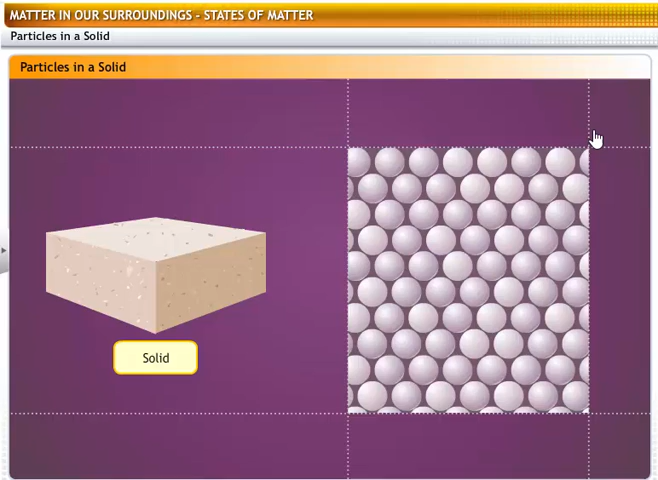 MATTER IN OUR SURROUNDINGS - STATES OF MATTER
Particles in a Solid
Particles in a Solid
Solid